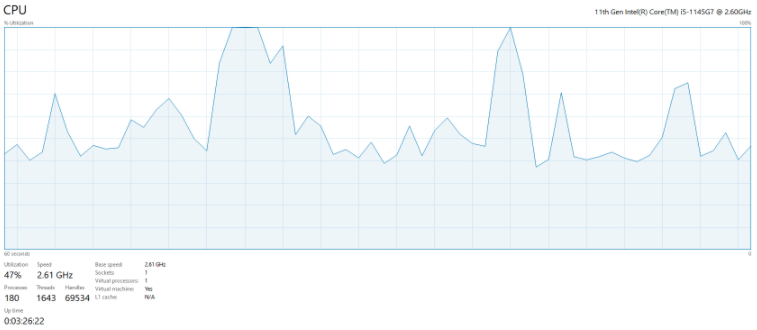 CPU
11th Gen Intel(R) Core(TM) i5-1145G7 @ 2.60GHz
% Utilization
100%
60 seconds
0
Utilization Speed
47% 2.61 GHz
Processes Threads Handles
180 1643 69534
Up time
0:03:26:22
Base speed: 2.61 GHz
Sockets: 1
Virtual processors: 1
Virtual machine: Yes
L1 cache: N/A